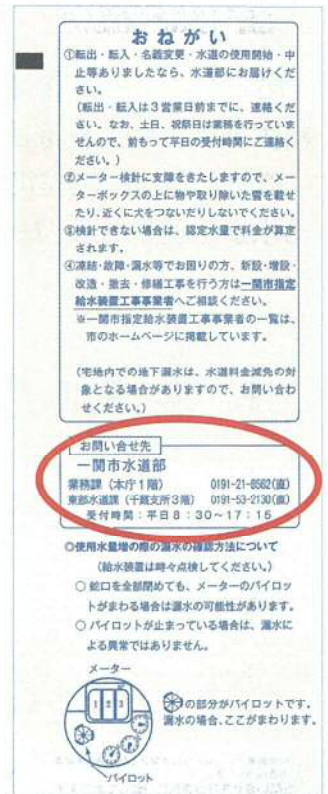 おねがい
①転出・転入・名義変更・水道の使用開始・中
止等ありましたなら、水道部にお届けくだ
さい。
（転出・転入は3営業日前までに、連絡くだ
さい。なお、土日、祝祭日は業務を行っていま
せんので、前もって平日の受付時間にご連絡く
ださい。）
②メーター検針に支障をきたしますので、メー
ターボックスの上に物や取り除いた雪を載せ
たり、近くに犬をつないだりしないでください。
③検針できない場合は、認定水量で料金が算定
されます。
④凍結・故障・漏水等でお困りの方、新設・増設・
改造・撤去・修繕工事を行う方は一関市指定
給水装置工事事業者へご相談ください。
※一関市指定給水装置工事事業者の一覧は、
市のホームページに掲載しています。
（宅地内での地下漏水は、水道料金減免の対
象となる場合がありますので、お問い合わ
せください。）
お問い合せ先
一関市水道部
業務課（本庁1階） 0191-21-8562(直)
東部水道課（千厩支所3階） 0191-53-2130(直)
受付時間：平日8：30～17：15
○使用水量増の際の漏水の確認方法について
（給水装置は時々点検してください。）
○ 蛇口を全部閉めても、メーターのパイロッ
トがまわる場合は漏水の可能性があります。
○ パイロットが止まっている場合は、漏水に
よる異常ではありません。
メーター
1 2 3
の部分がパイロットです。
漏水の場合、ここがまわります。
パイロット